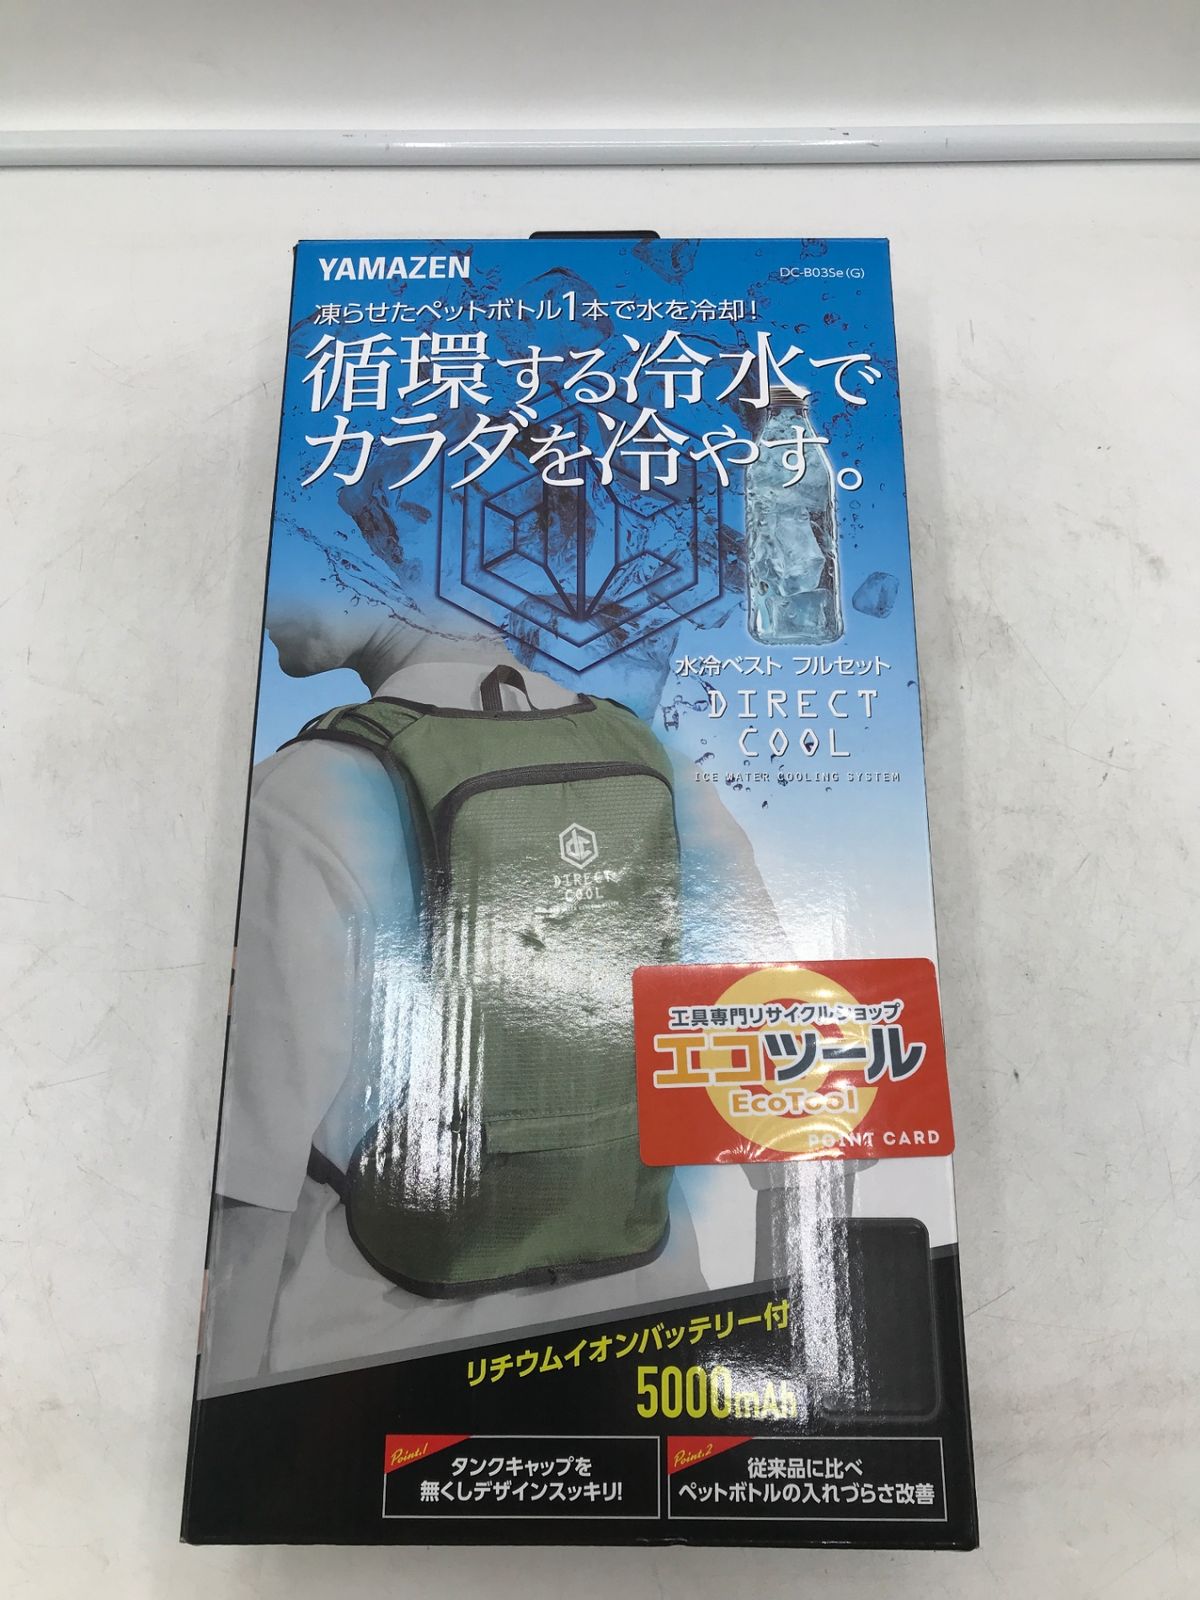 YAMAZEN
DC-B03Se(G)
凍らせたペットボトル1本で水を冷却!
循環する冷水で
カラダを冷やす。
水冷ベスト フルセット
DIRECT
COOL
ICE WATER COOLING SYSTEM
dc
DIRECT
COOL
工具専門リサイクルショップ
エコツール
EcoTool
POINT CARD
リチウムイオンバッテリー付
5000mAh
Point.1
タンクキャップを
無くしデザインスッキリ!
Point.2
従来品に比べ
ペットボトルの入れづらさ改善